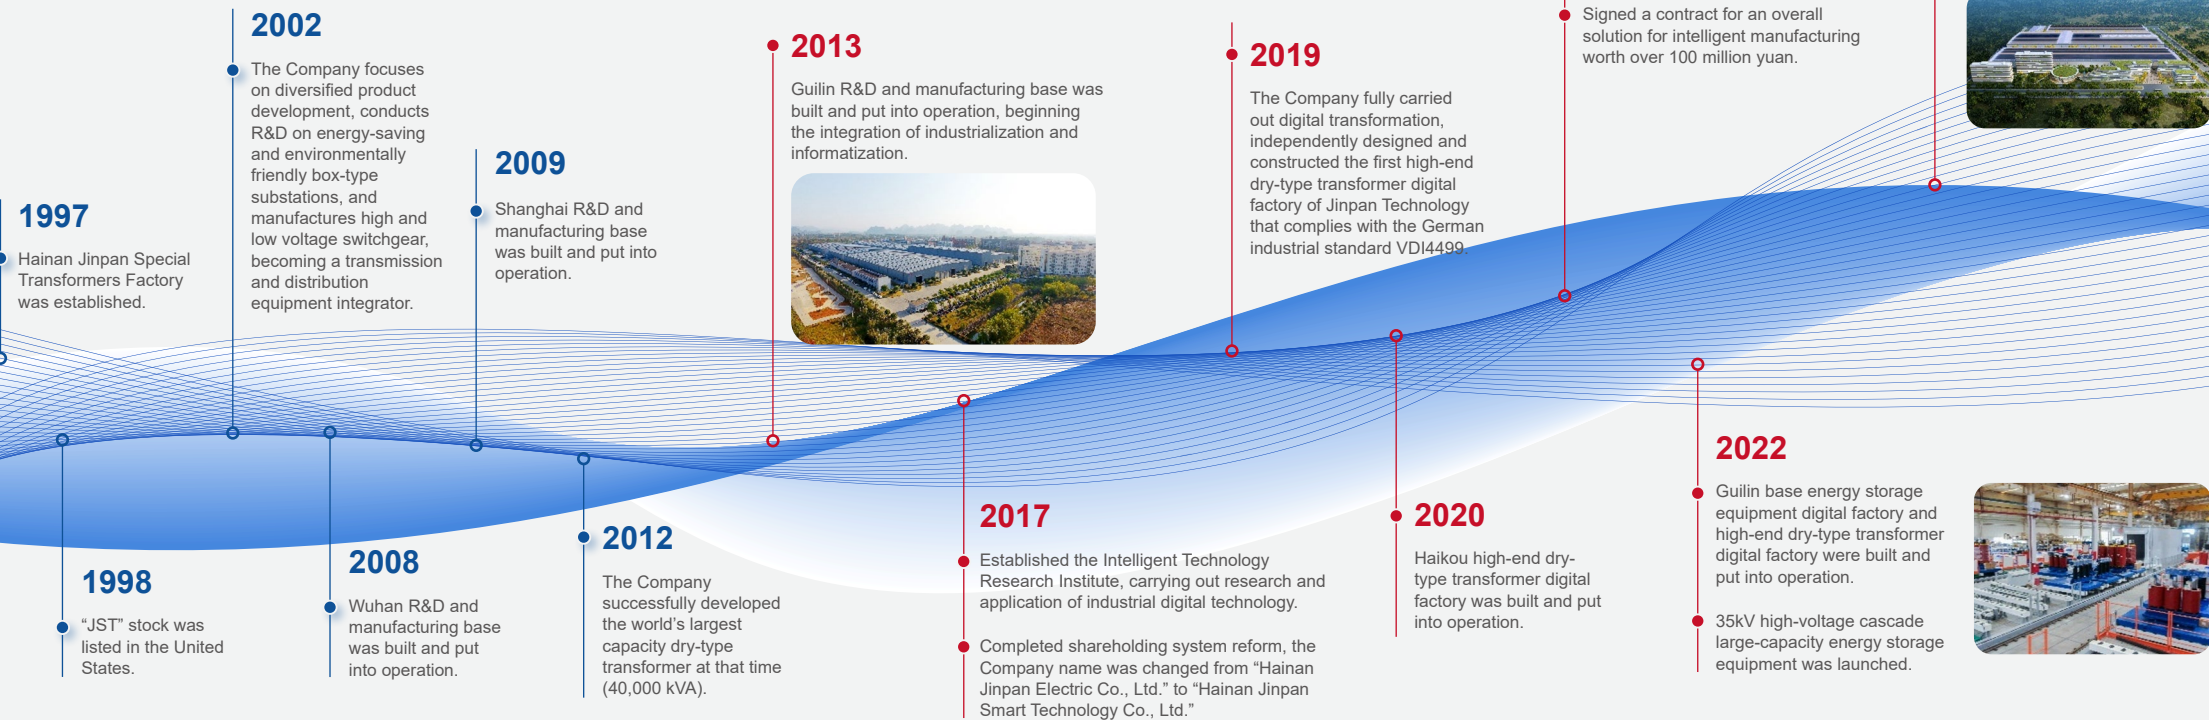 1997
Hainan Jinpan Special
Transformers Factory
was established.
1998
“JST” stock was
listed in the United
States.
2002
The Company focuses
on diversified product
development, conducts
R&D on energy-saving
and environmentally
friendly box-type
substations, and
manufactures high and
low voltage switchgear,
becoming a transmission
and distribution
equipment integrator.
2008
Wuhan R&D and
manufacturing base
was built and put
into operation.
2009
Shanghai R&D and
manufacturing base
was built and put into
operation.
2012
The Company
successfully developed
the world’s largest
capacity dry-type
transformer at that time
(40,000 kVA).
2013
Guilin R&D and manufacturing base was
built and put into operation, beginning
the integration of industrialization and
informatization.
2017
Established the Intelligent Technology
Research Institute, carrying out research and
application of industrial digital technology.
Completed shareholding system reform, the
Company name was changed from “Hainan
Jinpan Electric Co., Ltd.” to “Hainan Jinpan
Smart Technology Co., Ltd.”
2019
The Company fully carried
out digital transformation,
independently designed and
constructed the first high-end
dry-type transformer digital
factory of Jinpan Technology
that complies with the German
industrial standard VDI4499.
2020
Haikou high-end dry-
type transformer digital
factory was built and put
into operation.
Signed a contract for an overall
solution for intelligent manufacturing
worth over 100 million yuan.
2022
Guilin base energy storage
equipment digital factory and
high-end dry-type transformer
digital factory were built and
put into operation.
35kV high-voltage cascade
large-capacity energy storage
equipment was launched.